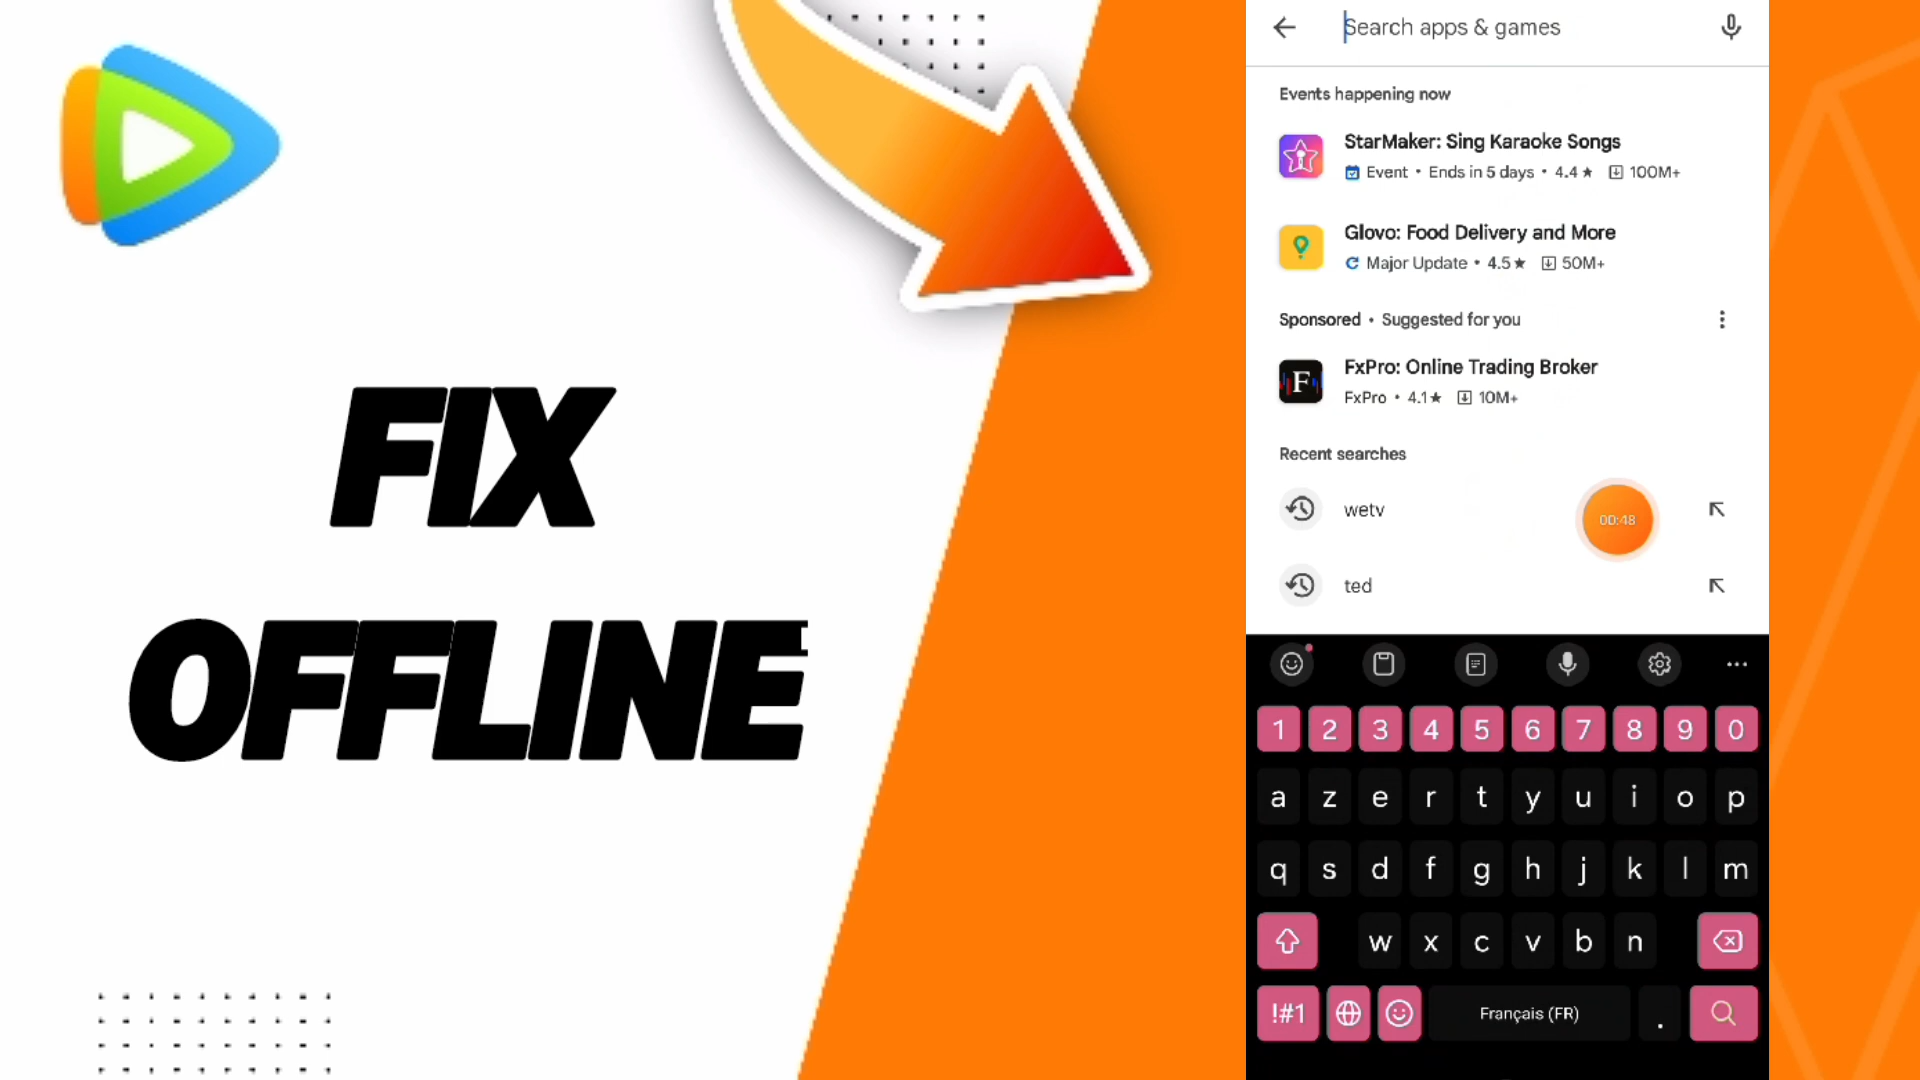 FIX
OFFLINE
Search apps & games
Events happening now
StarMaker: Sing Karaoke Songs
Event • Ends in 5 days • 4.4 ★ 100M+
Glovo: Food Delivery and More
Major Update • 4.5 ★ 50M+
Sponsored • Suggested for you
FxPro: Online Trading Broker
FxPro • 4.1 ★ 10M+
Recent searches
wetv
00:48
ted
1 2 3 4 5 6 7 8 9 0
a z e r t y u i o p
q s d f g h j k l m
w x c v b n
!#1 Français (FR) .